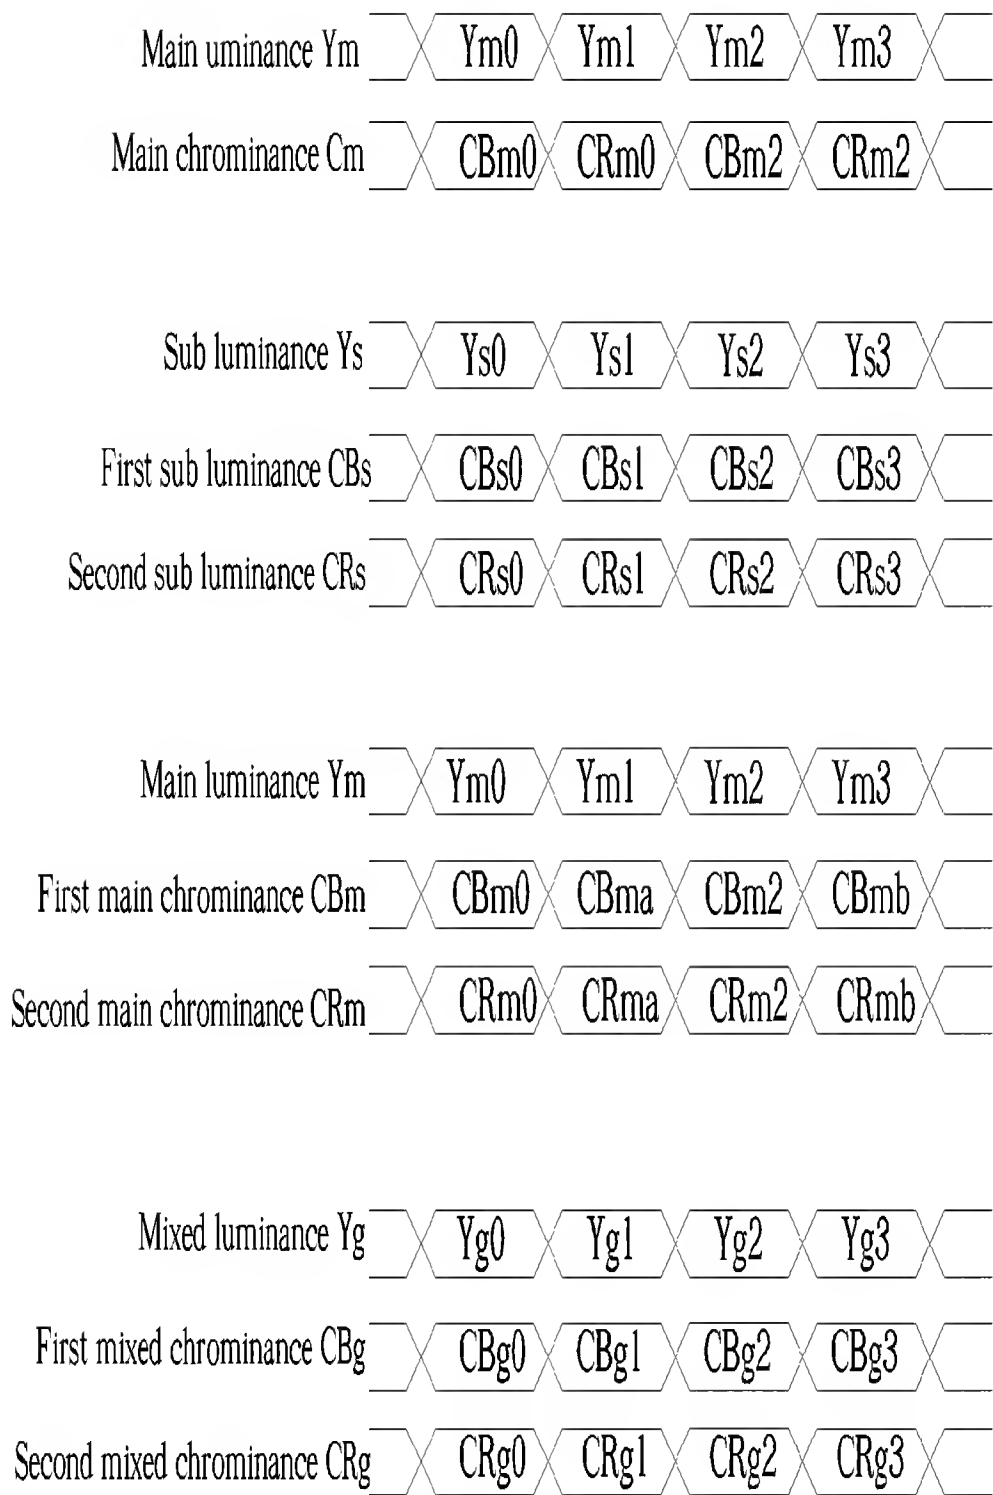 Main uminance Ym Ym0 Ym1 Ym2 Ym3
Main chrominance Cm CBm0 CRm0 CBm2 CRm2
Sub luminance Ys Ys0 Ys1 Ys2 Ys3
First sub luminance CBs CBs0 CBs1 CBs2 CBs3
Second sub luminance CRs CRs0 CRs1 CRs2 CRs3
Main luminance Ym Ym0 Ym1 Ym2 Ym3
First main chrominance CBm CBm0 CBma CBm2 CBmb
Second main chrominance CRm CRm0 CRma CRm2 CRmb
Mixed luminance Yg Yg0 Yg1 Yg2 Yg3
First mixed chrominance CBg CBg0 CBg1 CBg2 CBg3
Second mixed chrominance CRg CRg0 CRg1 CRg2 CRg3